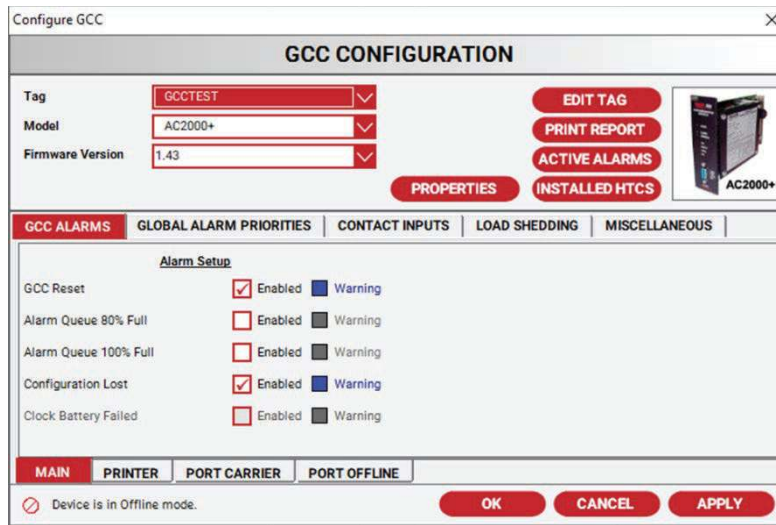 Configure GCC
GCC CONFIGURATION
Tag GCCTEST EDIT TAG
Model AC2000+ PRINT REPORT
Firmware Version 1.43 ACTIVE ALARMS
PROPERTIES INSTALLED HTCS AC2000+
GCC ALARMS GLOBAL ALARM PRIORITIES CONTACT INPUTS LOAD SHEDDING MISCELLANEOUS
Alarm Setup
GCC Reset Enabled Warning
Alarm Queue 80% Full Enabled Warning
Alarm Queue 100% Full Enabled Warning
Configuration Lost Enabled Warning
Clock Battery Failed Enabled Warning
MAIN PRINTER PORT CARRIER PORT OFFLINE
Device is in Offline mode. OK CANCEL APPLY